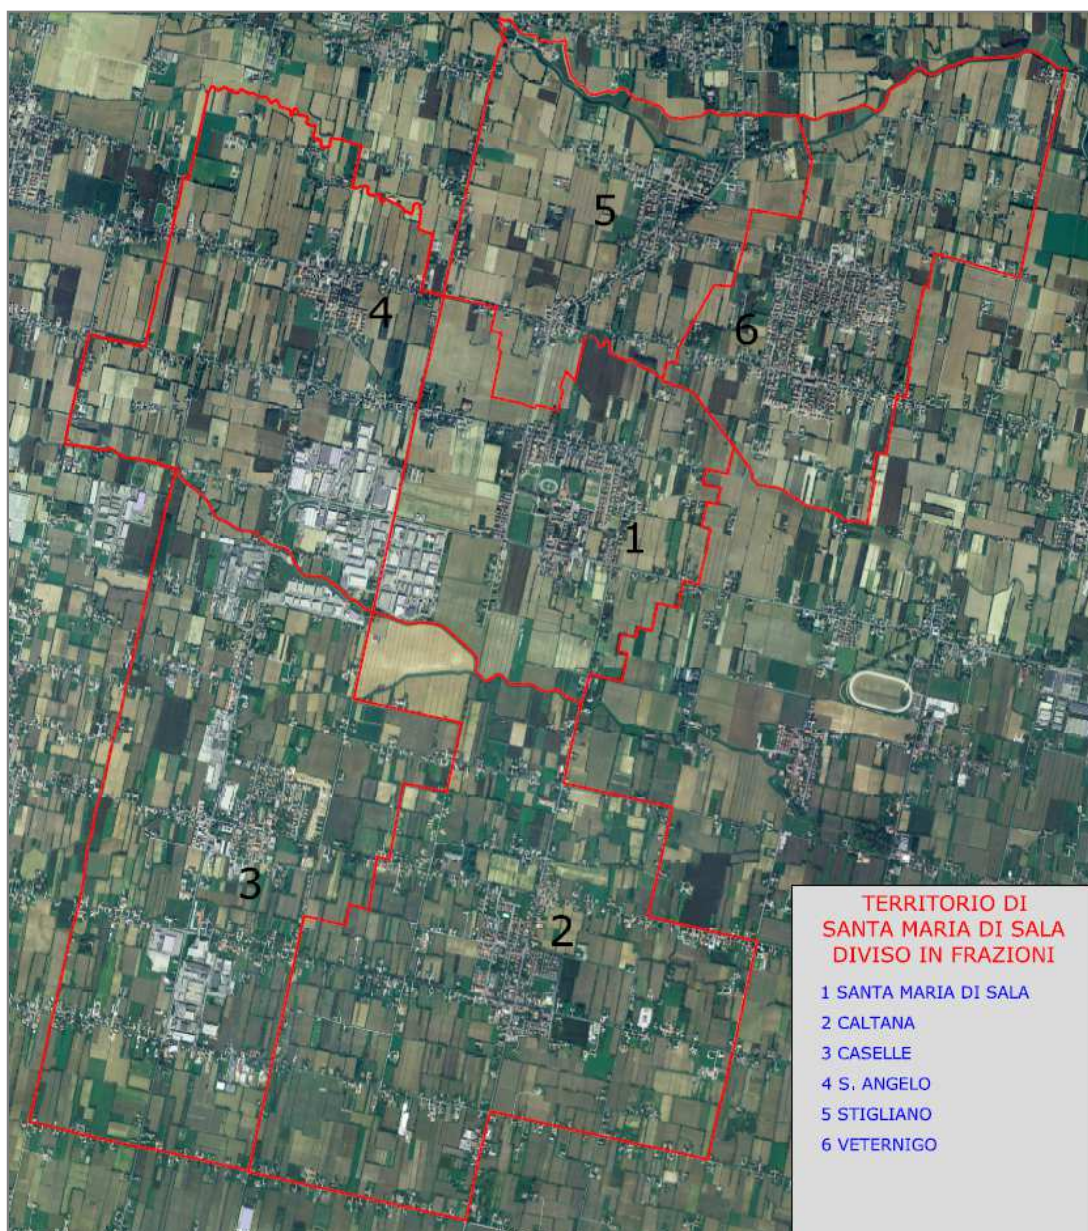 5
4
6
1
3
2
TERRITORIO DI
SANTA MARIA DI SALA
DIVISO IN FRAZIONI
1 SANTA MARIA DI SALA
2 CALTANA
3 CASELLE
4 S. ANGELO
5 STIGLIANO
6 VETERNIGO